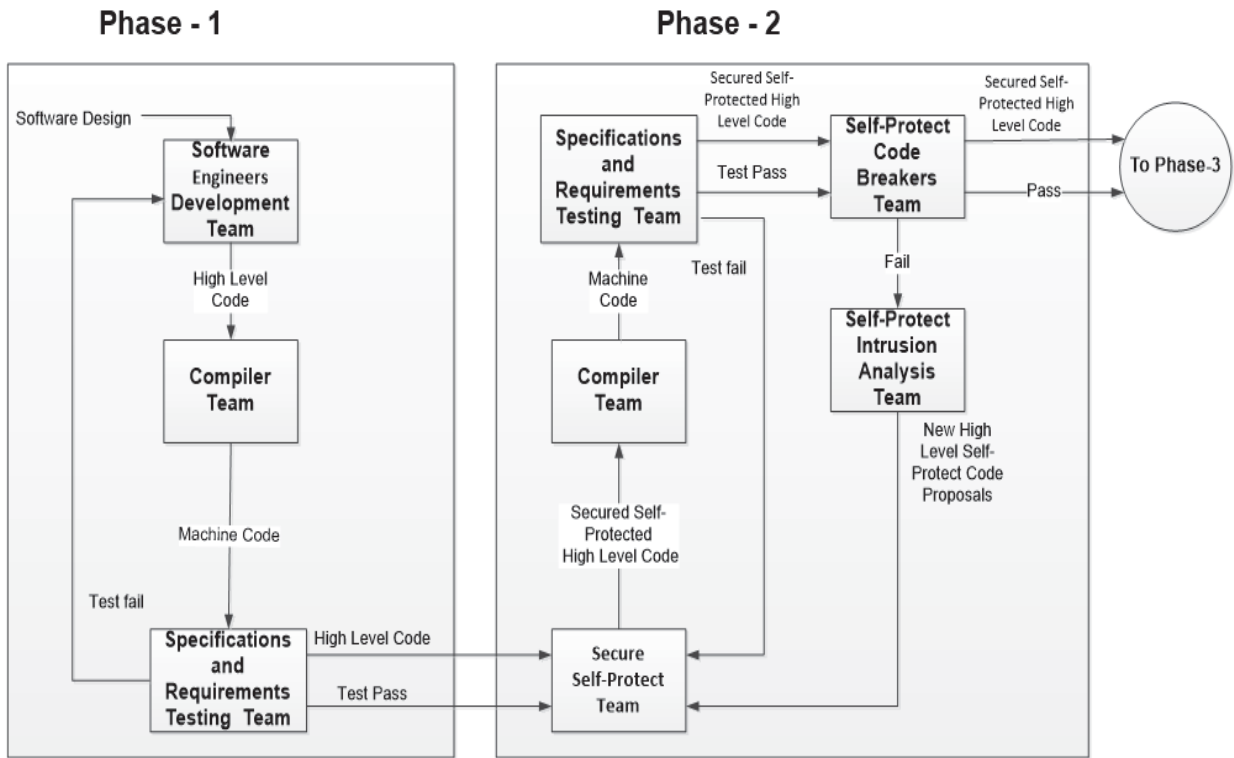 Phase - 1
Software Design
Software
Engineers
Development
Team
High Level
Code
Compiler
Team
Machine Code
Test fail
Specifications
and
Requirements
Testing Team
High Level Code
Test Pass
Phase - 2
Specifications
and
Requirements
Testing Team
Secured Self-
Protected High
Level Code
Test Pass
Test fail
Machine
Code
Compiler
Team
Secured Self-
Protected
High Level Code
Secure
Self-Protect
Team
Self-Protect
Code
Breakers
Team
Fail
Self-Protect
Intrusion
Analysis
Team
New High
Level Self-
Protect Code
Proposals
Secured Self-
Protected High
Level Code
Pass
To Phase-3